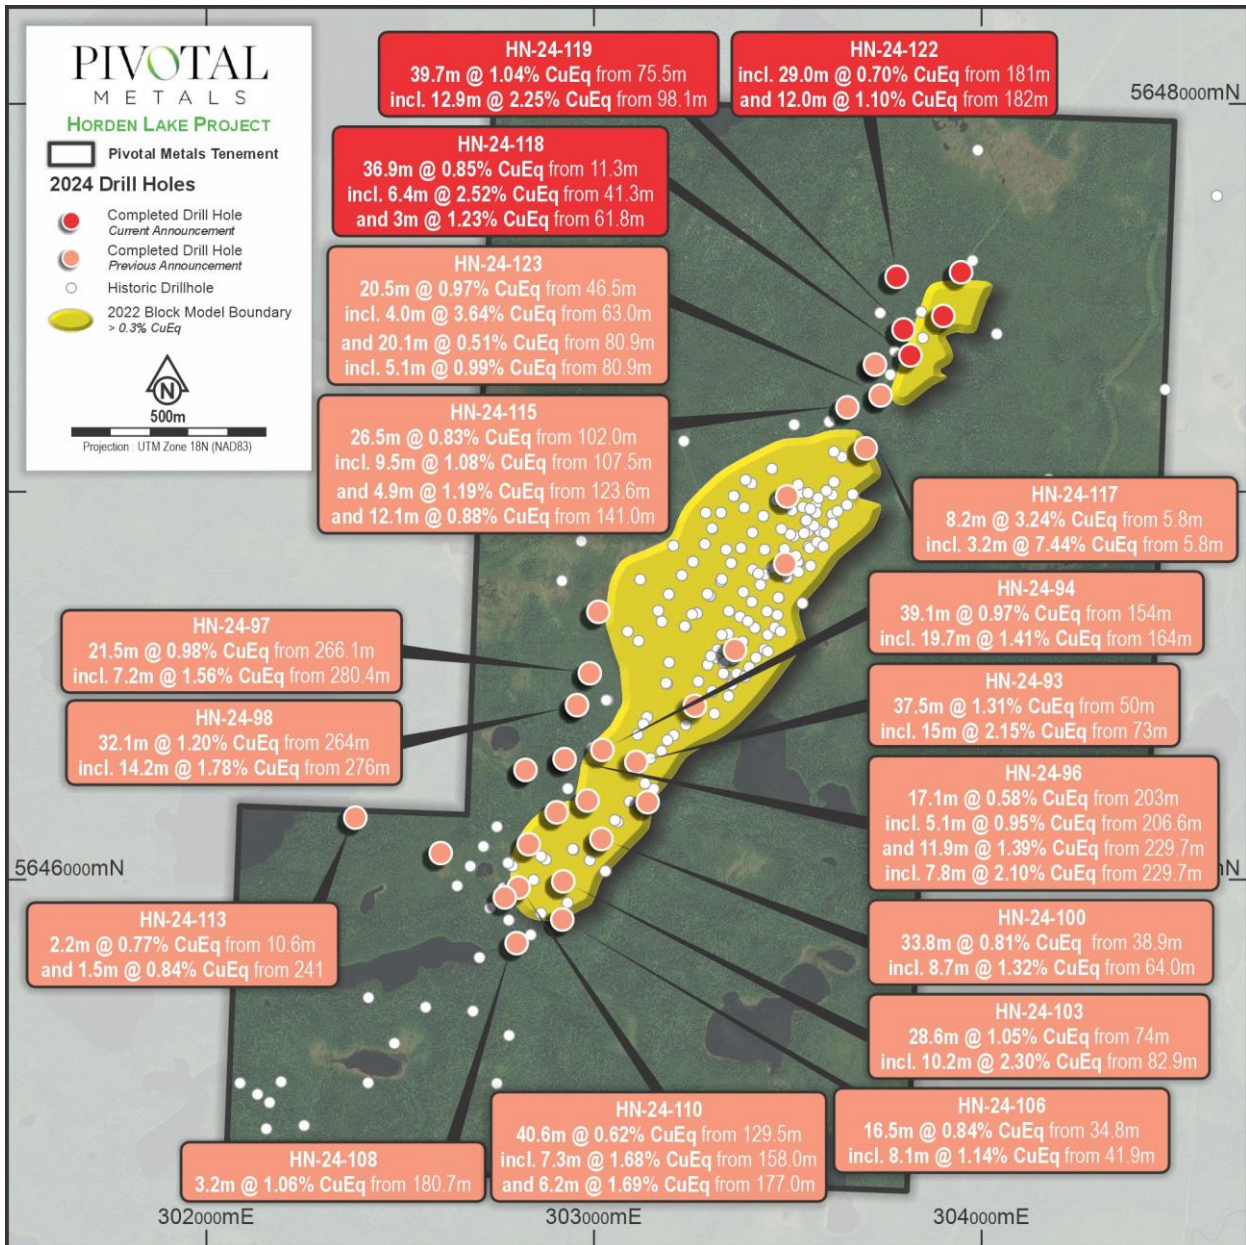 PIVOTAL
METALS
HORDEN LAKE PROJECT
Pivotal Metals Tenement
2024 Drill Holes
Completed Drill Hole
Current Announcement
Completed Drill Hole
Previous Announcement
Historic Drillhole
2022 Block Model Boundary
> 0.3% CuEq
N
500m
Projection : UTM Zone 18N (NAD83)
HN-24-119
39.7m @ 1.04% CuEq from 75.5m
incl. 12.9m @ 2.25% CuEq from 98.1m
HN-24-122
incl. 29.0m @ 0.70% CuEq from 181m
and 12.0m @ 1.10% CuEq from 182m
5648000mN
HN-24-118
36.9m @ 0.85% CuEq from 11.3m
incl. 6.4m @ 2.52% CuEq from 41.3m
and 3m @ 1.23% CuEq from 61.8m
HN-24-123
20.5m @ 0.97% CuEq from 46.5m
incl. 4.0m @ 3.64% CuEq from 63.0m
and 20.1m @ 0.51% CuEq from 80.9m
incl. 5.1m @ 0.99% CuEq from 80.9m
HN-24-115
26.5m @ 0.83% CuEq from 102.0m
incl. 9.5m @ 1.08% CuEq from 107.5m
and 4.9m @ 1.19% CuEq from 123.6m
and 12.1m @ 0.88% CuEq from 141.0m
HN-24-117
8.2m @ 3.24% CuEq from 5.8m
incl. 3.2m @ 7.44% CuEq from 5.8m
HN-24-94
39.1m @ 0.97% CuEq from 154m
incl. 19.7m @ 1.41% CuEq from 164m
HN-24-97
21.5m @ 0.98% CuEq from 266.1m
incl. 7.2m @ 1.56% CuEq from 280.4m
HN-24-93
37.5m @ 1.31% CuEq from 50m
incl. 15m @ 2.15% CuEq from 73m
HN-24-98
32.1m @ 1.20% CuEq from 264m
incl. 14.2m @ 1.78% CuEq from 276m
HN-24-96
17.1m @ 0.58% CuEq from 203m
incl. 5.1m @ 0.95% CuEq from 206.6m
and 11.9m @ 1.39% CuEq from 229.7m
incl. 7.8m @ 2.10% CuEq from 229.7m
5646000mN
N
HN-24-113
2.2m @ 0.77% CuEq from 10.6m
and 1.5m @ 0.84% CuEq from 241
HN-24-100
33.8m @ 0.81% CuEq from 38.9m
incl. 8.7m @ 1.32% CuEq from 64.0m
HN-24-103
28.6m @ 1.05% CuEq from 74m
incl. 10.2m @ 2.30% CuEq from 82.9m
HN-24-106
16.5m @ 0.84% CuEq from 34.8m
incl. 8.1m @ 1.14% CuEq from 41.9m
HN-24-110
40.6m @ 0.62% CuEq from 129.5m
incl. 7.3m @ 1.68% CuEq from 158.0m
and 6.2m @ 1.69% CuEq from 177.0m
HN-24-108
3.2m @ 1.06% CuEq from 180.7m
302000mE
303000mE
304000mE